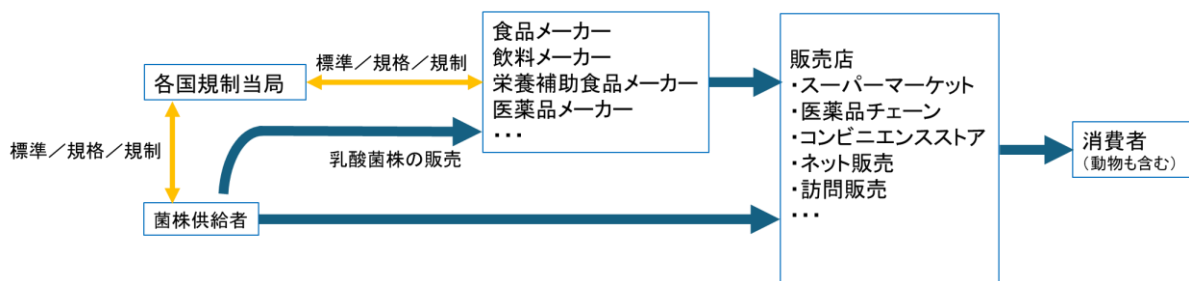 各国規制当局
標準／規格／規制
標準／規格／規制
菌株供給者
乳酸菌株の販売
食品メーカー
飲料メーカー
栄養補助食品メーカー
医薬品メーカー
・・・
販売店
・スーパーマーケット
・医薬品チェーン
・コンビニエンスストア
・ネット販売
・訪問販売
・・・
消費者
（動物も含む）